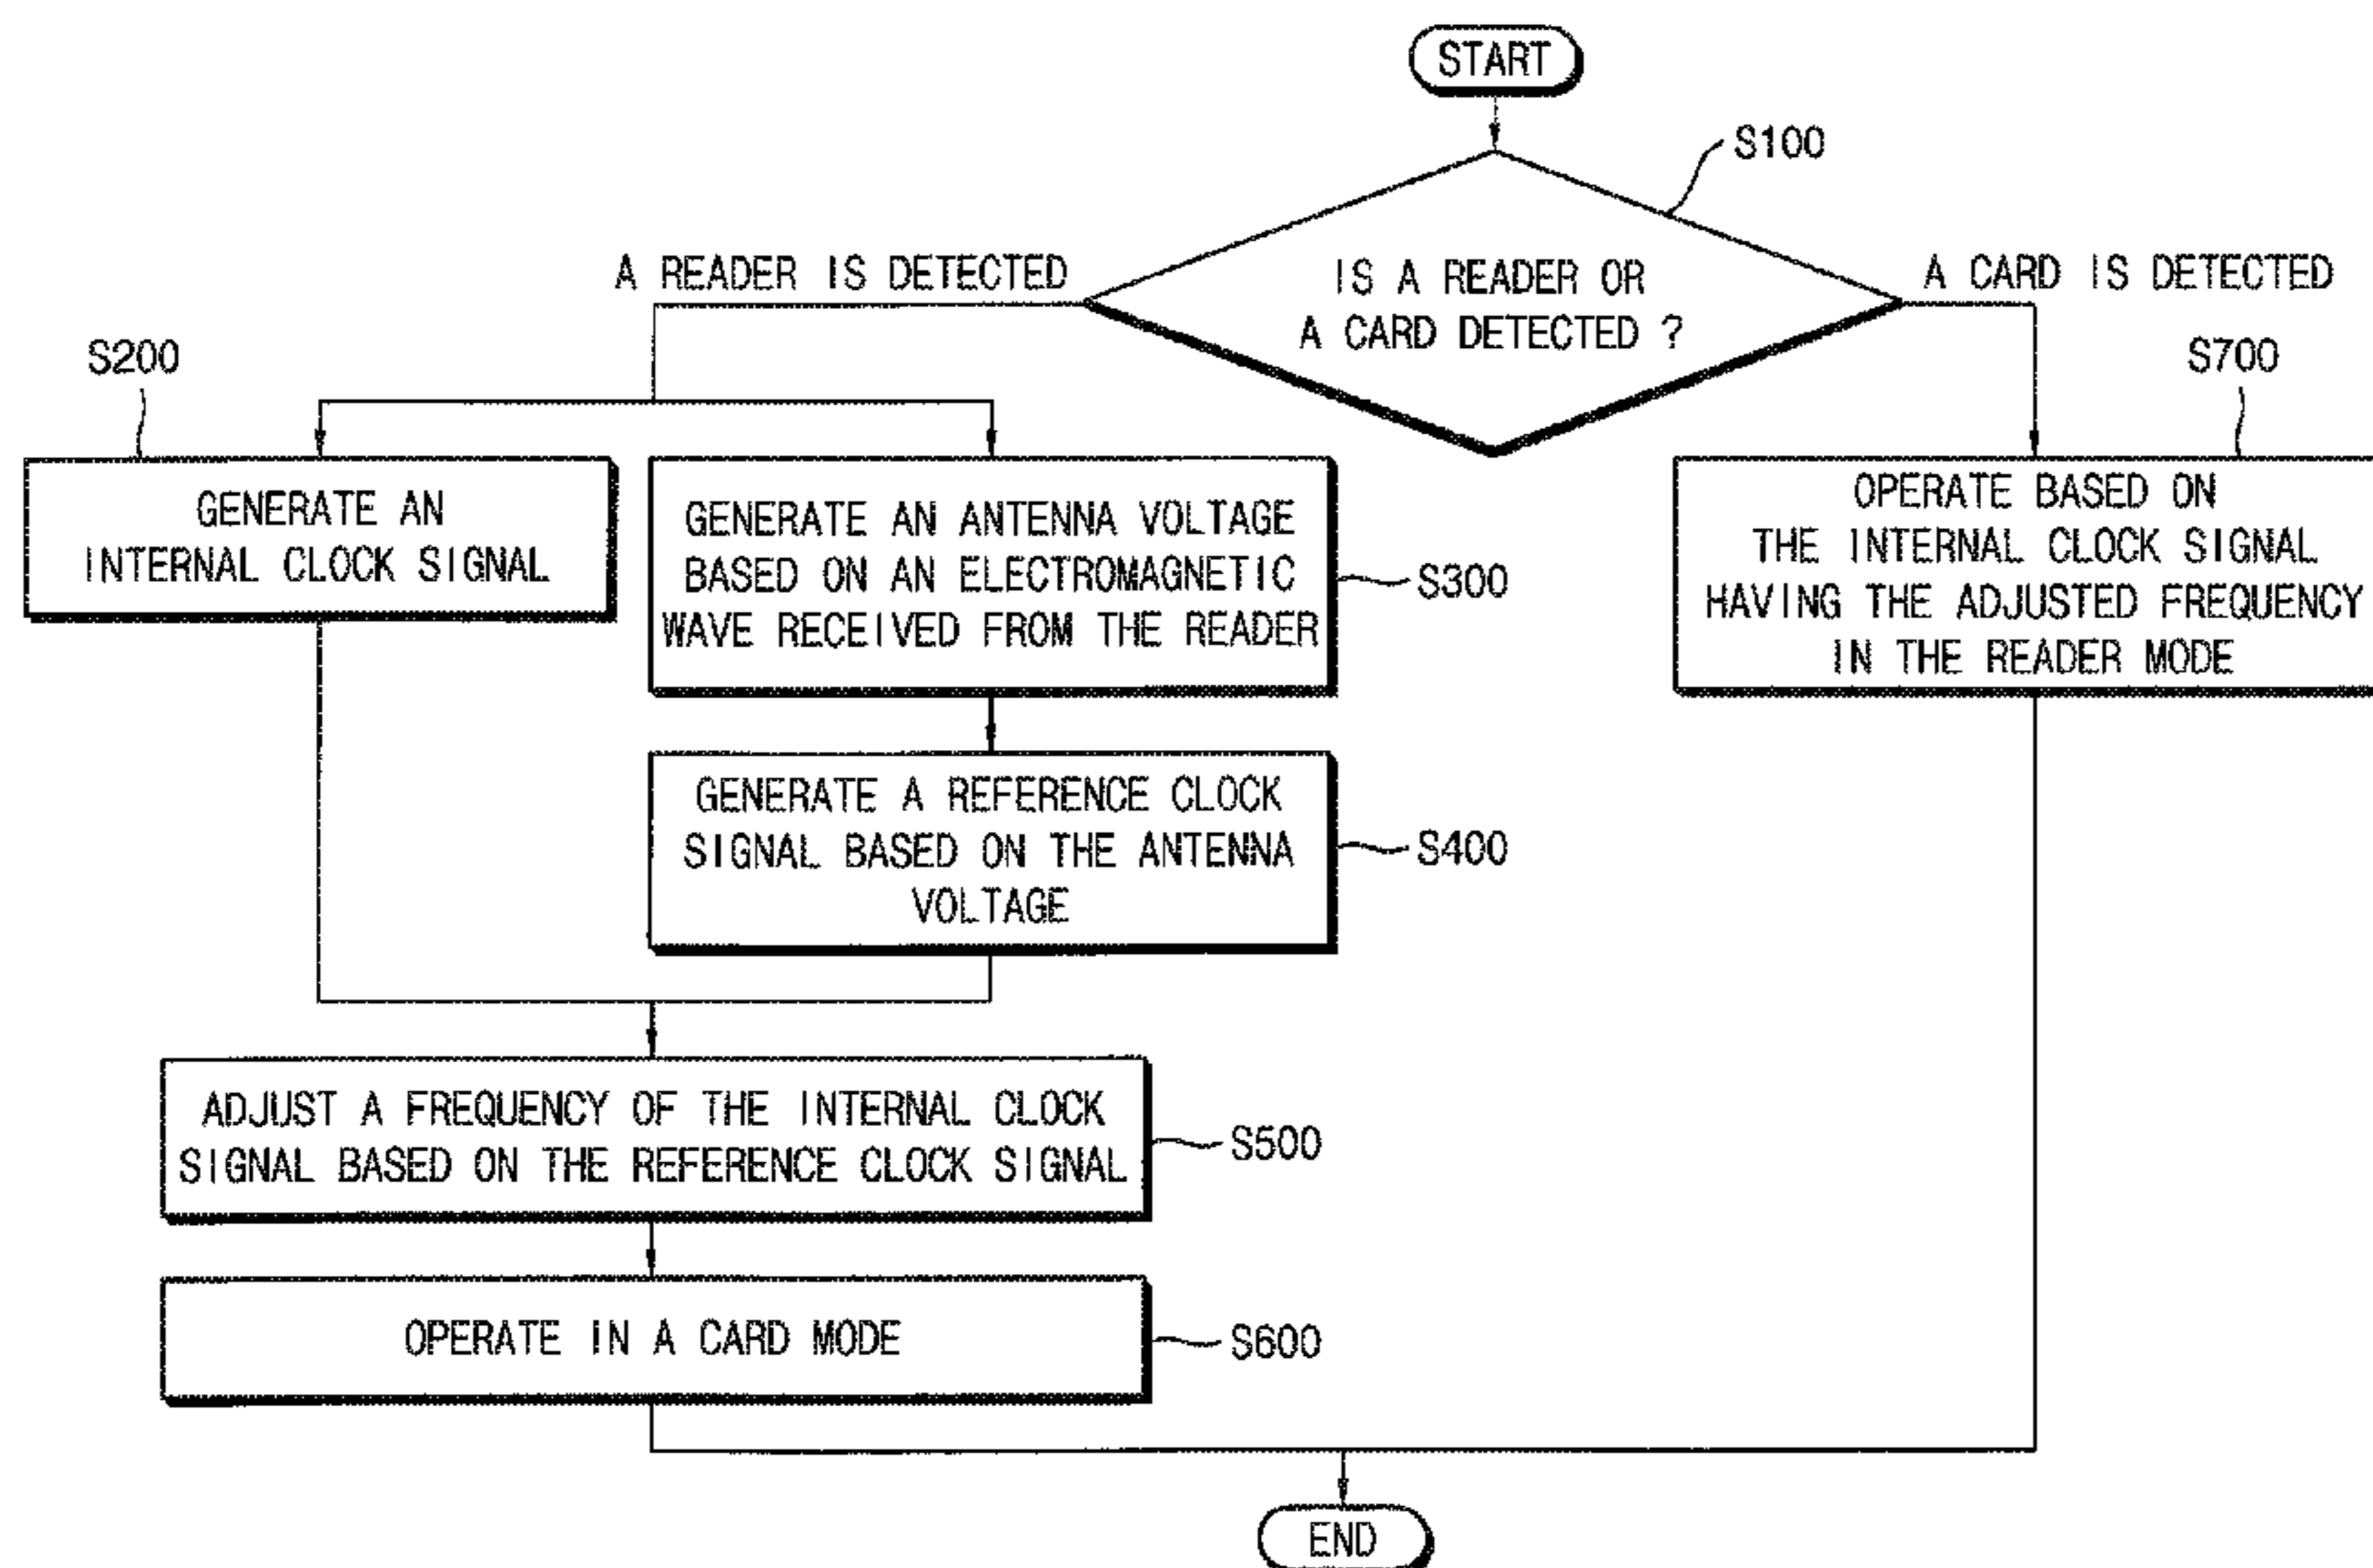 START
S100
IS A READER OR
A CARD DETECTED ?
A READER IS DETECTED
A CARD IS DETECTED
S200
GENERATE AN
INTERNAL CLOCK SIGNAL
GENERATE AN ANTENNA VOLTAGE
BASED ON AN ELECTROMAGNETIC
WAVE RECEIVED FROM THE READER
S300
S700
OPERATE BASED ON
THE INTERNAL CLOCK SIGNAL
HAVING THE ADJUSTED FREQUENCY
IN THE READER MODE
GENERATE A REFERENCE CLOCK
SIGNAL BASED ON THE ANTENNA
VOLTAGE
S400
ADJUST A FREQUENCY OF THE INTERNAL CLOCK
SIGNAL BASED ON THE REFERENCE CLOCK SIGNAL
S500
OPERATE IN A CARD MODE
S600
END